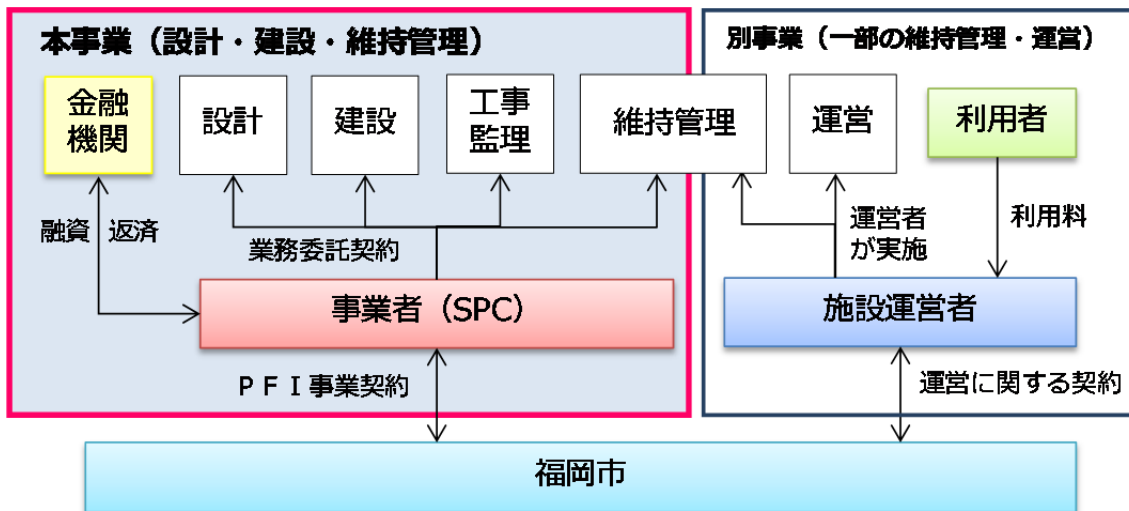 本事業（設計・建設・維持管理）
別事業（一部の維持管理・運営）
金融
機関
設計
建設
工事
監理
維持管理
運営
利用者
融資
返済
業務委託契約
運営者
が実施
利用料
事業者（SPC）
施設運営者
ＰＦＩ事業契約
運営に関する契約
福岡市